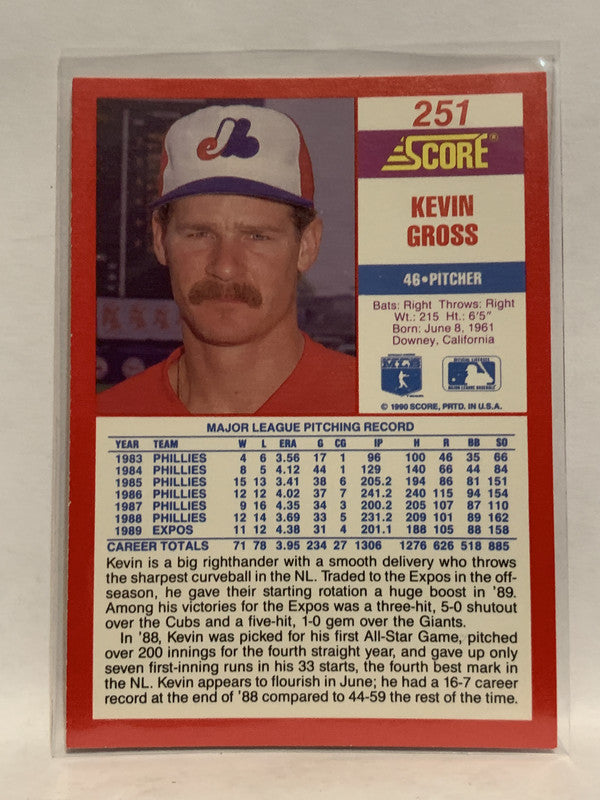 251
SCORE®
KEVIN
GROSS
46•PITCHER
Bats: Right Throws: Right
Wt.: 215 Ht.: 6'5"
Born: June 8, 1961
Downey, California
© 1990 SCORE, PRTD. IN U.S.A.
MAJOR LEAGUE PITCHING RECORD
YEAR TEAM W L ERA G CG IP H R BB SO
1983 PHILLIES 4 6 3.56 17 1 96 100 46 35 66
1984 PHILLIES 8 5 4.12 44 1 129 140 66 44 84
1985 PHILLIES 15 13 3.41 38 6 205.2 194 86 81 151
1986 PHILLIES 12 12 4.02 37 7 241.2 240 115 94 154
1987 PHILLIES 9 16 4.35 34 3 200.2 205 107 87 110
1988 PHILLIES 12 14 3.69 33 5 231.2 209 101 89 162
1989 EXPOS 11 12 4.38 31 4 201.1 188 105 88 158
CAREER TOTALS 71 78 3.95 234 27 1306 1276 626 518 885
Kevin is a big righthander with a smooth delivery who throws
the sharpest curveball in the NL. Traded to the Expos in the off-
season, he gave their starting rotation a huge boost in '89.
Among his victories for the Expos was a three-hit, 5-0 shutout
over the Cubs and a five-hit, 1-0 gem over the Giants.
In '88, Kevin was picked for his first All-Star Game, pitched
over 200 innings for the fourth straight year, and gave up only
seven first-inning runs in his 33 starts, the fourth best mark in
the NL. Kevin appears to flourish in June; he had a 16-7 career
record at the end of '88 compared to 44-59 the rest of the time.